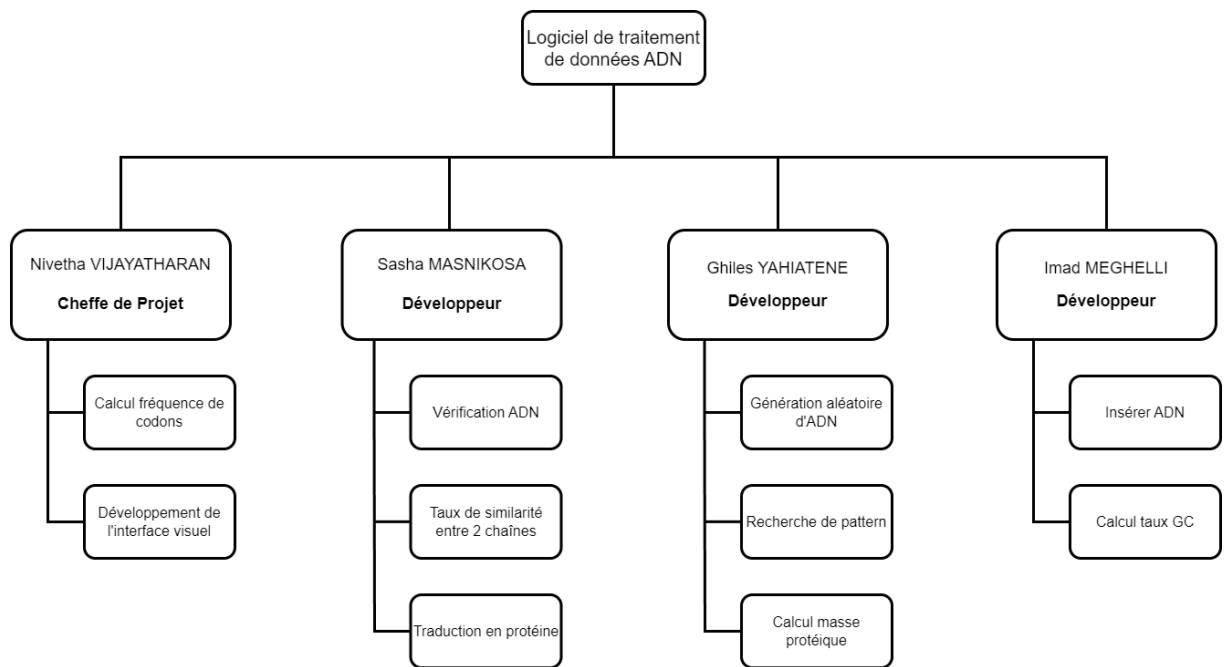 Logiciel de traitement
de données ADN
Nivetha VIJAYATHARAN
Cheffe de Projet
Sasha MASNIKOSA
Développeur
Ghiles YAHIATENE
Développeur
Imad MEGHELLI
Développeur
Calcul fréquence de
codons
Développement de
l'interface visuel
Vérification ADN
Taux de similarité
entre 2 chaînes
Traduction en protéine
Génération aléatoire
d'ADN
Recherche de pattern
Calcul masse
protéique
Insérer ADN
Calcul taux GC